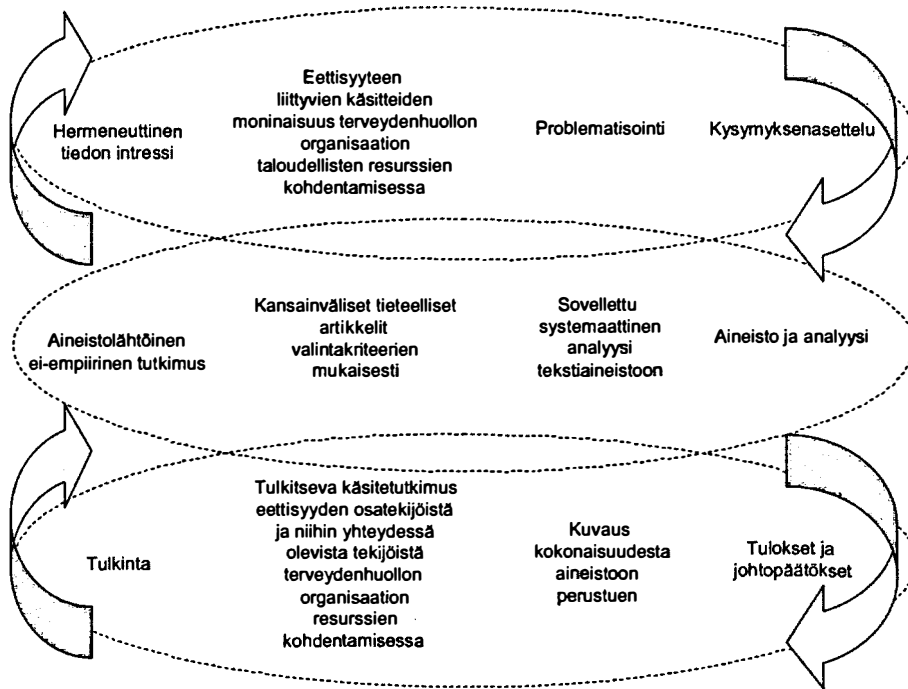 Hermeneuttinen
tiedon intressi
Eettisyyteen
liittyvien käsitteiden
moninaisuus terveydenhuollon
organisaation
taloudellisten resurssien
kohdentamisessa
Problematisointi
Kysymyksenasettelu
Aineistolähtöinen
ei-empiirinen tutkimus
Kansainväliset tieteelliset
artikkelit
valintakriteerien
mukaisesti
Sovellettu
systemaattinen
analyysi
tekstiaineistoon
Aineisto ja analyysi
Tulkinta
Tulkitseva käsitetutkimus
eettisyyden osatekijöistä
ja niihin yhteydessä
olevista tekijöistä
terveydenhuollon
organisaation
resurssien
kohdentamisessa
Kuvaus
kokonaisuudesta
aineistoon
perustuen
Tulokset ja
johtopäätökset